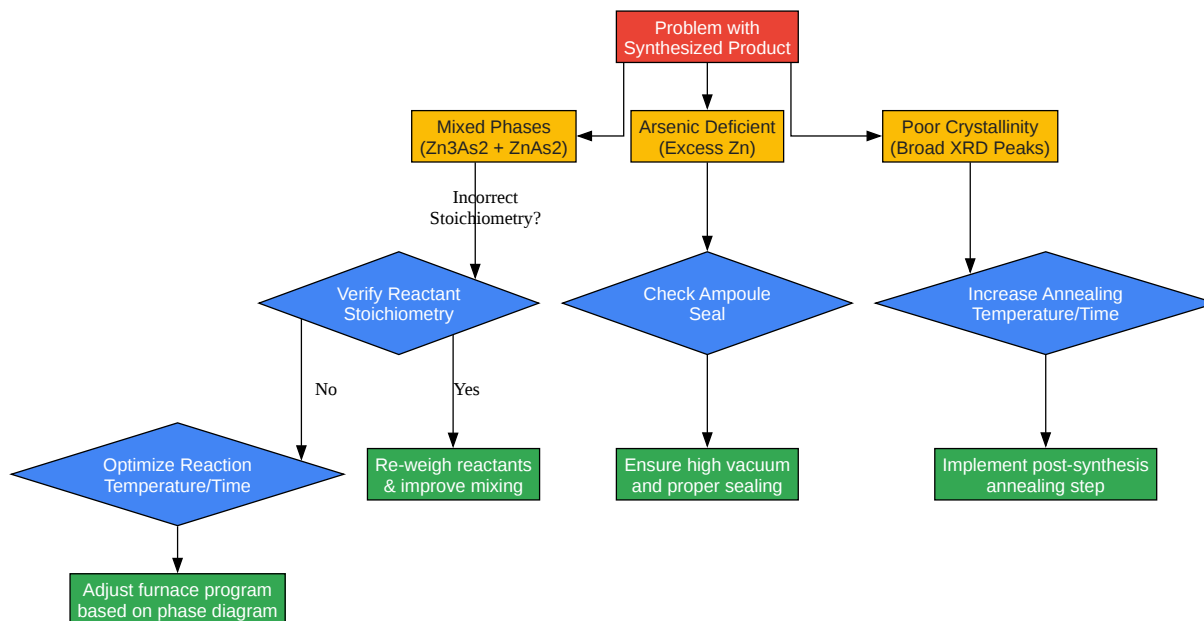 Problem with
Synthesized Product
Mixed Phases
(Zn3As2 + ZnAs2)
Arsenic Deficient
(Excess Zn)
Poor Crystallinity
(Broad XRD Peaks)
Incorrect
Stoichiometry?
Verify Reactant
Stoichiometry
Check Ampoule
Seal
Increase Annealing
Temperature/Time
No
Yes
Optimize Reaction
Temperature/Time
Re-weigh reactants
& improve mixing
Ensure high vacuum
and proper sealing
Implement post-synthesis
annealing step
Adjust furnace program
based on phase diagram